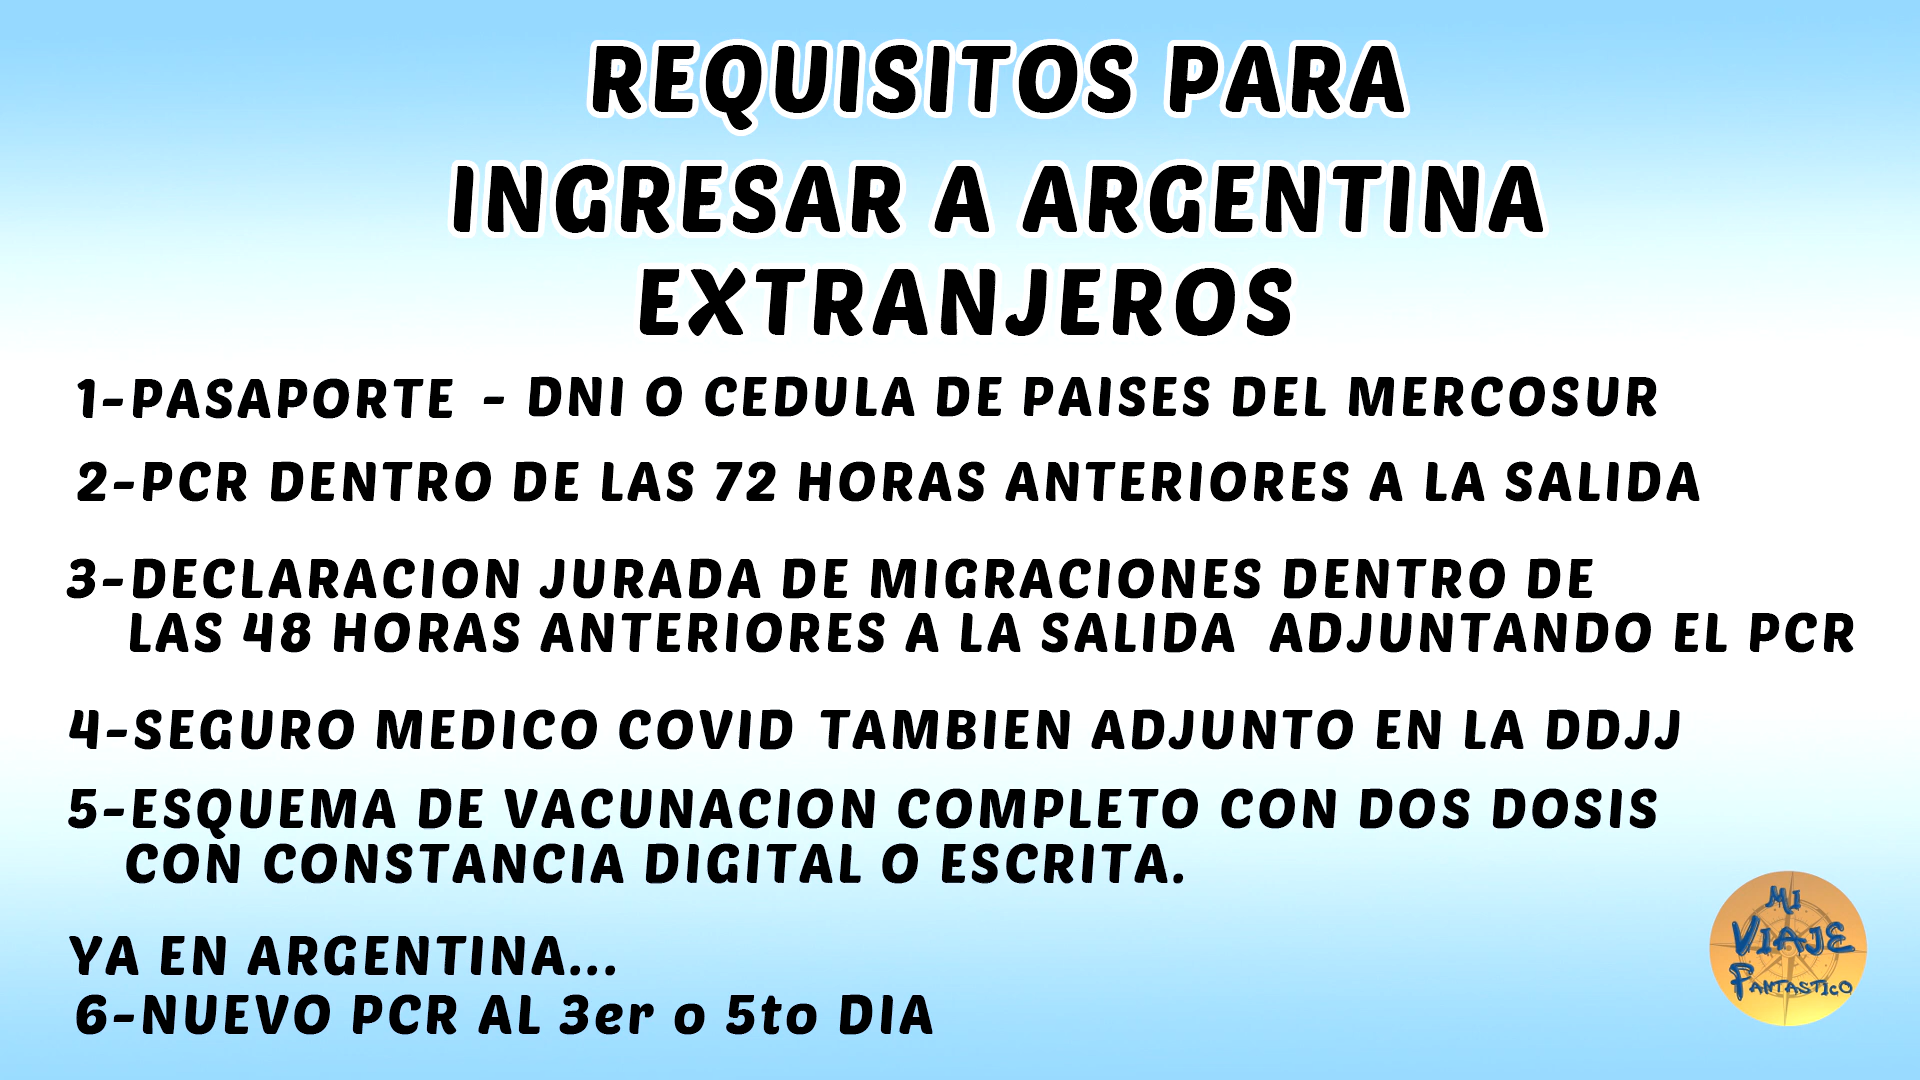 REQUISITOS PARA
INGRESAR A ARGENTINA
EXTRANJEROS
1-PASAPORTE - DNI O CEDULA DE PAISES DEL MERCOSUR
2-PCR DENTRO DE LAS 72 HORAS ANTERIORES A LA SALIDA
3-DECLARACION JURADA DE MIGRACIONES DENTRO DE
LAS 48 HORAS ANTERIORES A LA SALIDA ADJUNTANDO EL PCR
4-SEGURO MEDICO COVID TAMBIEN ADJUNTO EN LA DDJJ
5-ESQUEMA DE VACUNACION COMPLETO CON DOS DOSIS
CON CONSTANCIA DIGITAL O ESCRITA.
YA EN ARGENTINA...
6-NUEVO PCR AL 3er o 5to DIA
MI
VIAJE
FANTASTICO